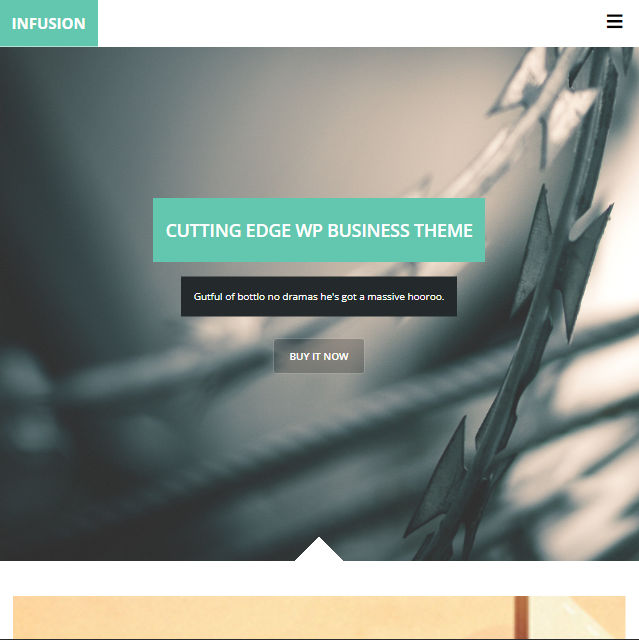 INFUSION
CUTTING EDGE WP BUSINESS THEME
Gutful of bottlo no dramas he's got a massive hooroo.
BUY IT NOW